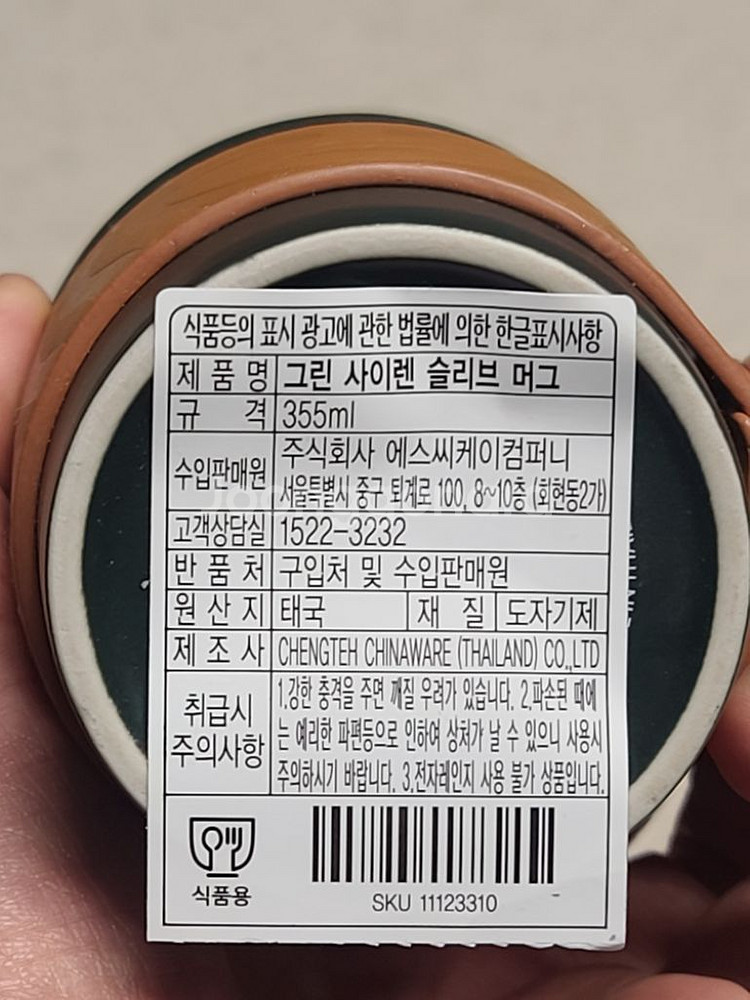 식품등의 표시 광고에 관한 법률에 의한 한글표시사항
제 품 명 그린 사이렌 슬리브 머그
규 격 355ml
수입판매원 주식회사 에스씨케이컴퍼니
서울특별시 중구 퇴계로 100, 8~10층 (회현동2가)
고객상담실 1522-3232
반 품 처 구입처 및 수입판매원
원 산 지 태국 재 질 도자기제
제 조 사 CHENGTEH CHINAWARE (THAILAND) CO.,LTD
취급시 주의사항
1.강한 충격을 주면 깨질 우려가 있습니다. 2.파손된 때에
는 예리한 파편등으로 인하여 상처가 날 수 있으니 사용시
주의하시기 바랍니다. 3.전자레인지 사용 불가 상품입니다.
식품용
SKU 11123310